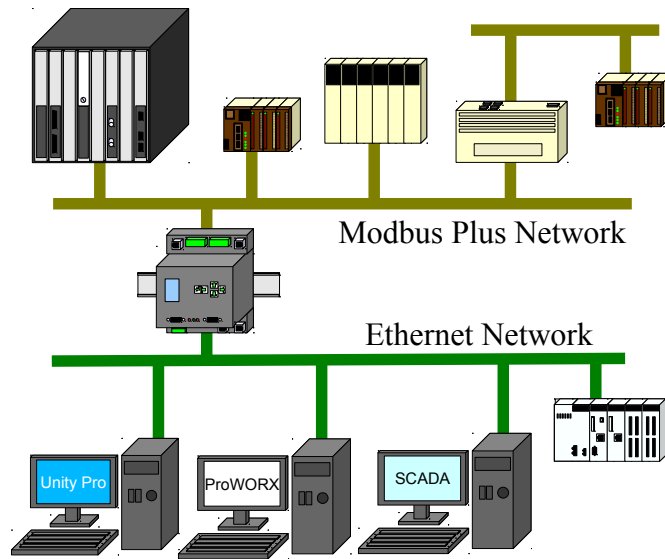 Modbus Plus Network
Ethernet Network
Unity Pro
ProWORX
SCADA